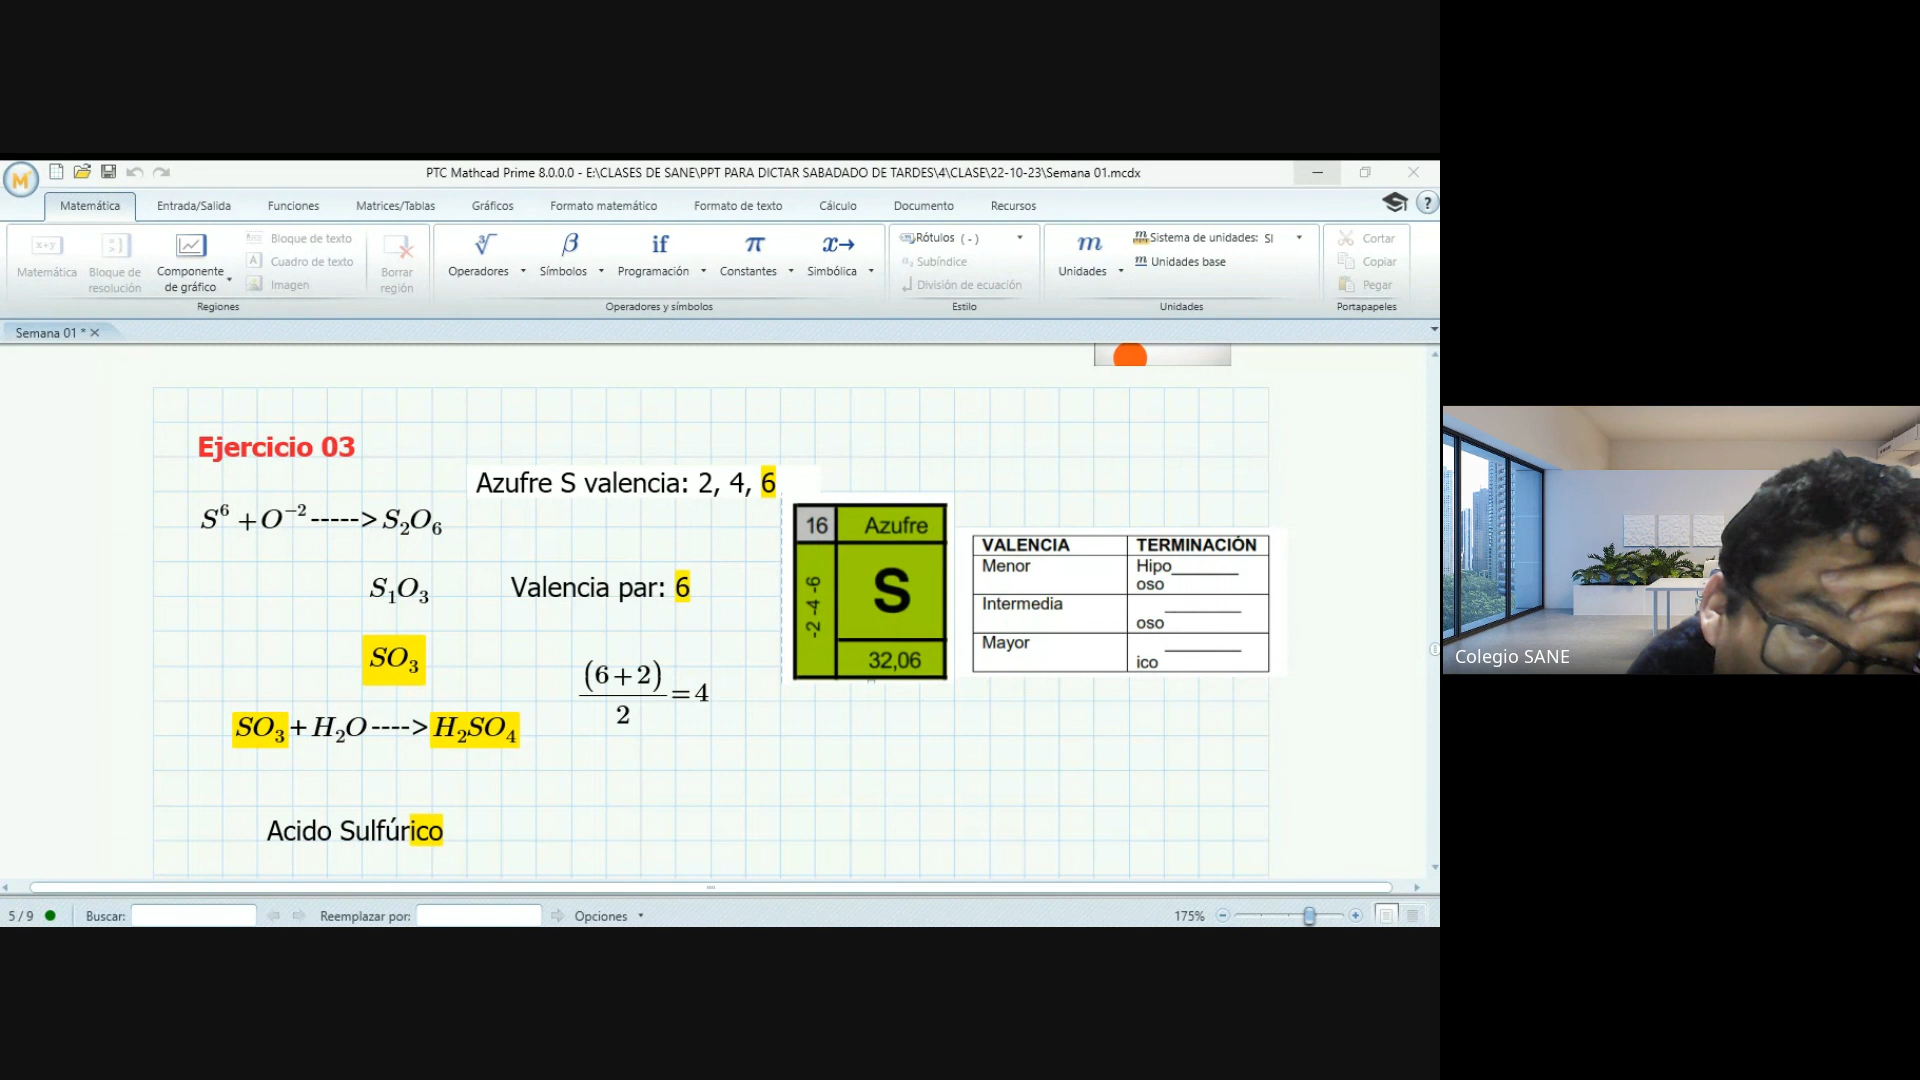 PTC Mathcad Prime 8.0.0.0 - E:\CLASES DE SANE\PPT PARA DICTAR SABADADO DE TARDES\4\CLASE\22-10-23\Semana 01.mcdx
Matemática Entrada/Salida Funciones Matrices/Tablas Gráficos Formato matemático Formato de texto Cálculo Documento Recursos
Matemática
Bloque de resolución
Componente de gráfico
Bloque de texto
Cuadro de texto
Imagen
Borrar región
Regiones
Operadores Símbolos Programación Constantes Simbólica
Operadores y símbolos
Rótulos ( - )
Subíndice
División de ecuación
Estilo
Unidades
Sistema de unidades: SI
Unidades base
Unidades
Cortar
Copiar
Pegar
Portapapeles
Semana 01 *
Ejercicio 03
Azufre S valencia: 2, 4, 6
S⁶ + O⁻² -----> S₂O₆
S₁O₃
Valencia par: 6
SO₃
(6+2)/2 = 4
SO₃ + H₂O ----> H₂SO₄
Acido Sulfúrico
16 Azufre
-2 -4 -6
S
32,06
VALENCIA TERMINACIÓN
Menor Hipo________ oso
Intermedia ________ oso
Mayor ________ ico
Colegio SANE
5 / 9 Buscar: Reemplazar por: Opciones 175%